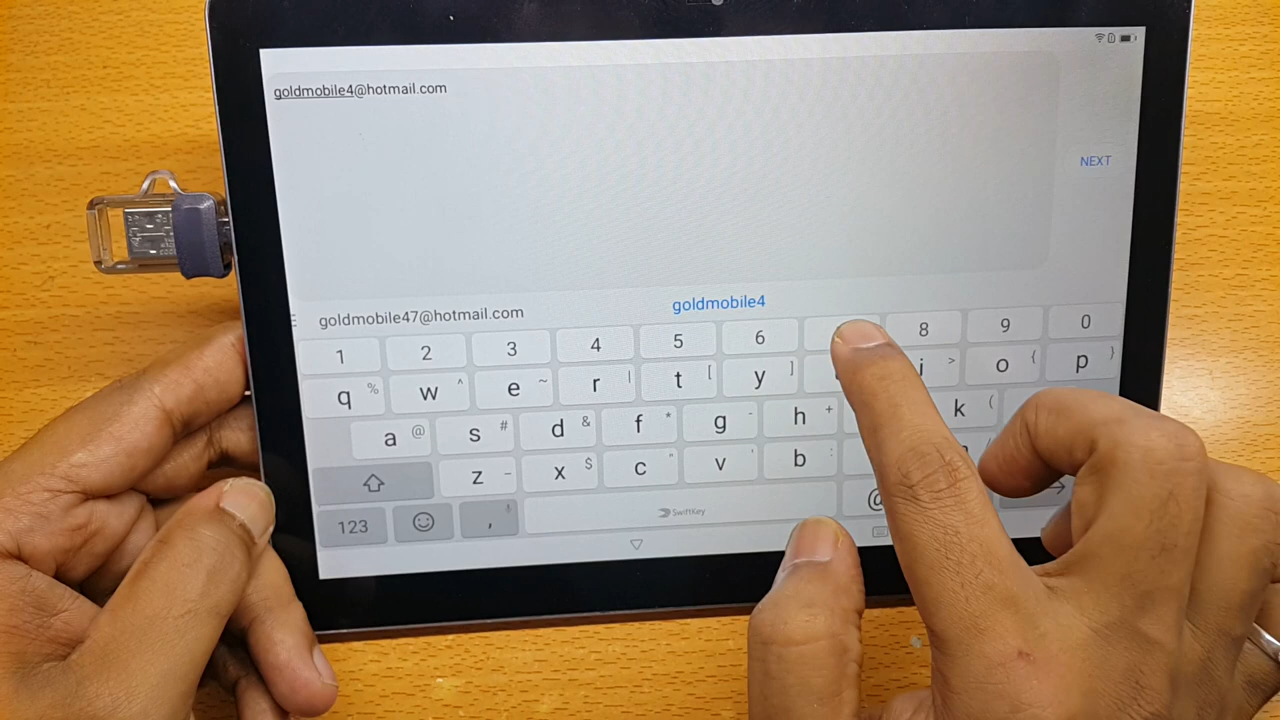 goldmobile4@hotmail.com
NEXT
goldmobile47@hotmail.com goldmobile4
1 2 3 4 5 6 8 9 0
q % w ^ e ~ r | t [ y ] i > o { p }
a @ s # d & f * g - h + k (
z _ x $ c " v ' b : /
123 , SwiftKey @